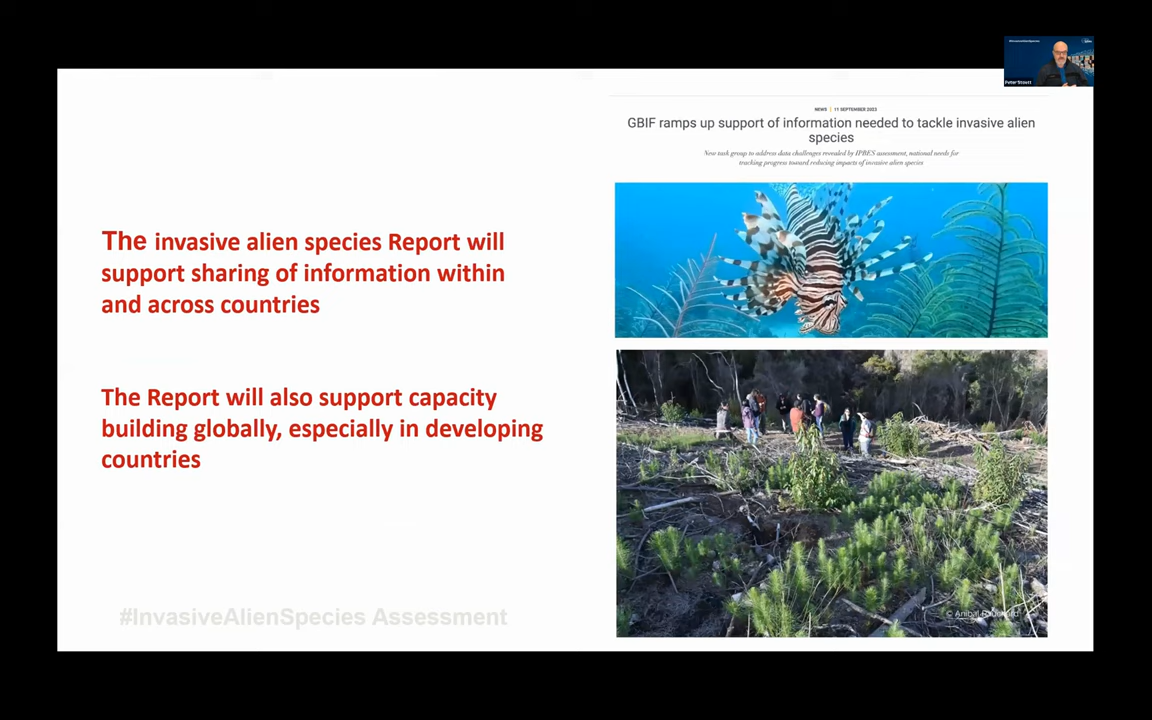 The invasive alien species Report will
support sharing of information within
and across countries
The Report will also support capacity
building globally, especially in developing
countries
#InvasiveAlienSpecies Assessment
NEWS | 11 SEPTEMBER 2023
GBIF ramps up support of information needed to tackle invasive alien
species
New task group to address data challenges revealed by IPBES assessment, national needs for
tracking progress toward reducing impacts of invasive alien species
© Aníbal
Peter Stoett